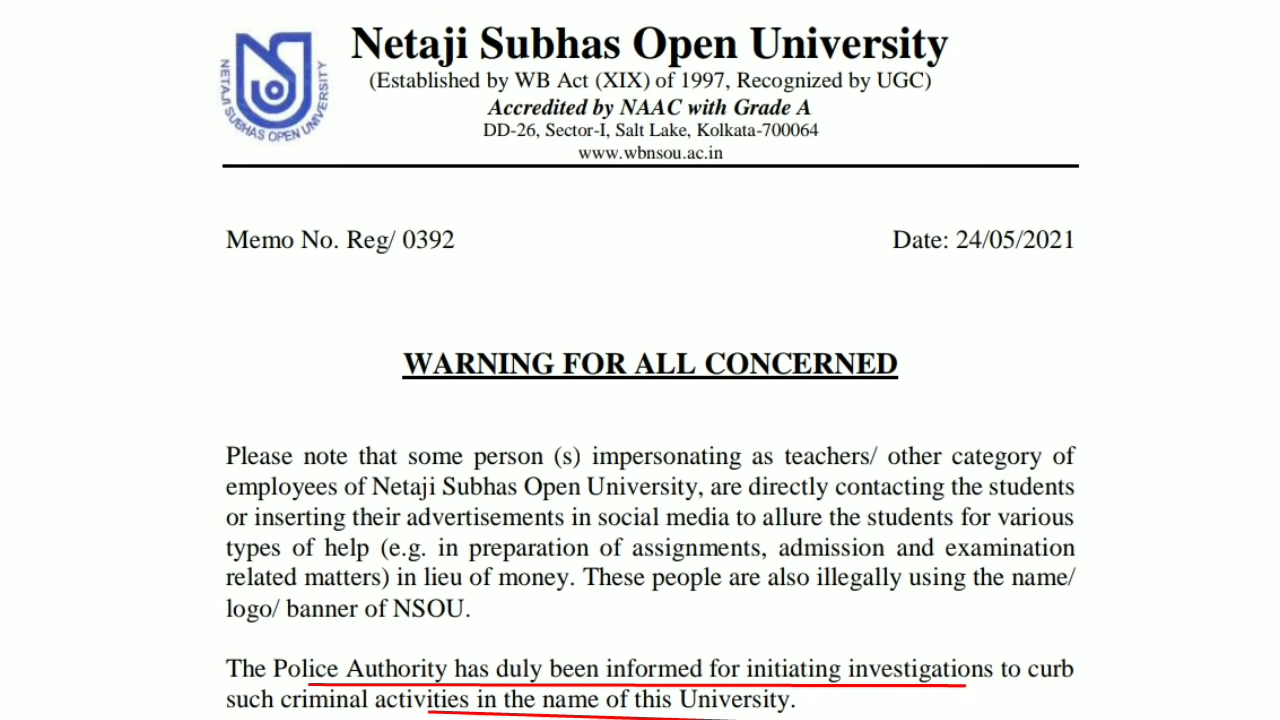 Netaji Subhas Open University
(Established by WB Act (XIX) of 1997, Recognized by UGC)
Accredited by NAAC with Grade A
DD-26, Sector-I, Salt Lake, Kolkata-700064
www.wbnsou.ac.in
NETAJI SUBHAS OPEN UNIVERSITY
Memo No. Reg/ 0392
Date: 24/05/2021
WARNING FOR ALL CONCERNED
Please note that some person (s) impersonating as teachers/ other category of
employees of Netaji Subhas Open University, are directly contacting the students
or inserting their advertisements in social media to allure the students for various
types of help (e.g. in preparation of assignments, admission and examination
related matters) in lieu of money. These people are also illegally using the name/
logo/ banner of NSOU.
The Police Authority has duly been informed for initiating investigations to curb
such criminal activities in the name of this University.